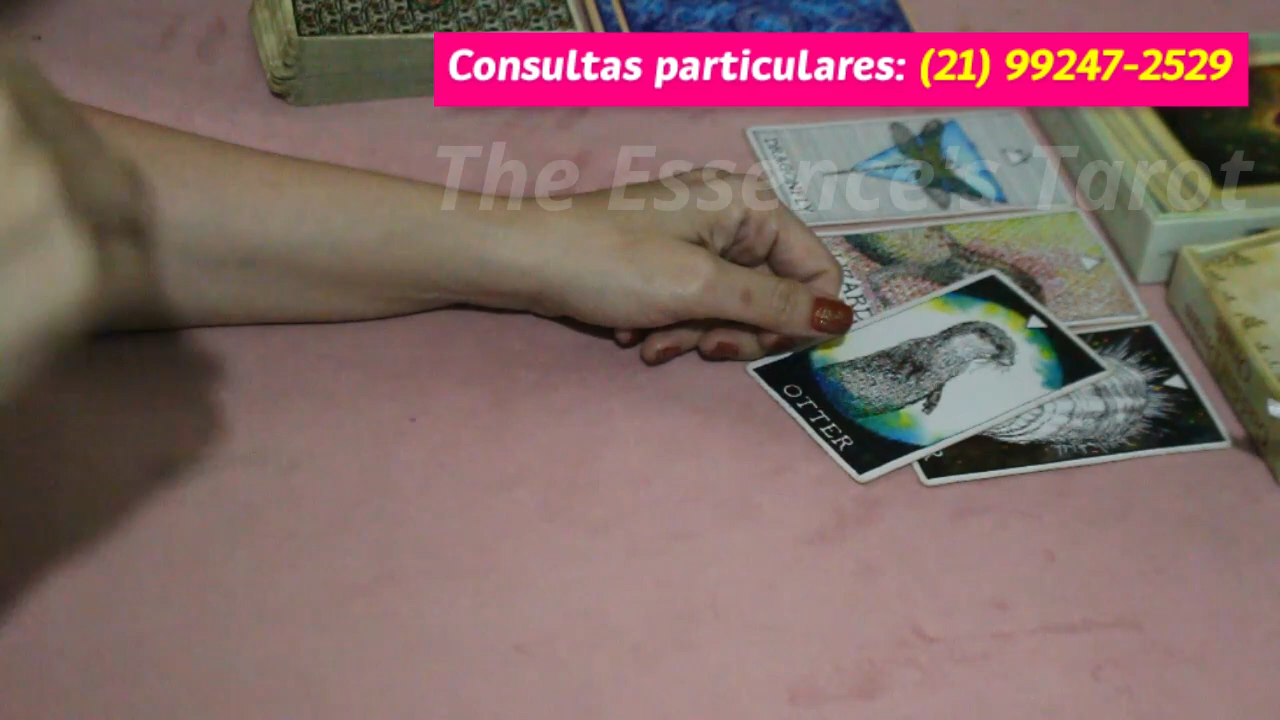 Consultas particulares: (21) 99247-2529
The Essence's Tarot
DRAGONFLY
OTTER